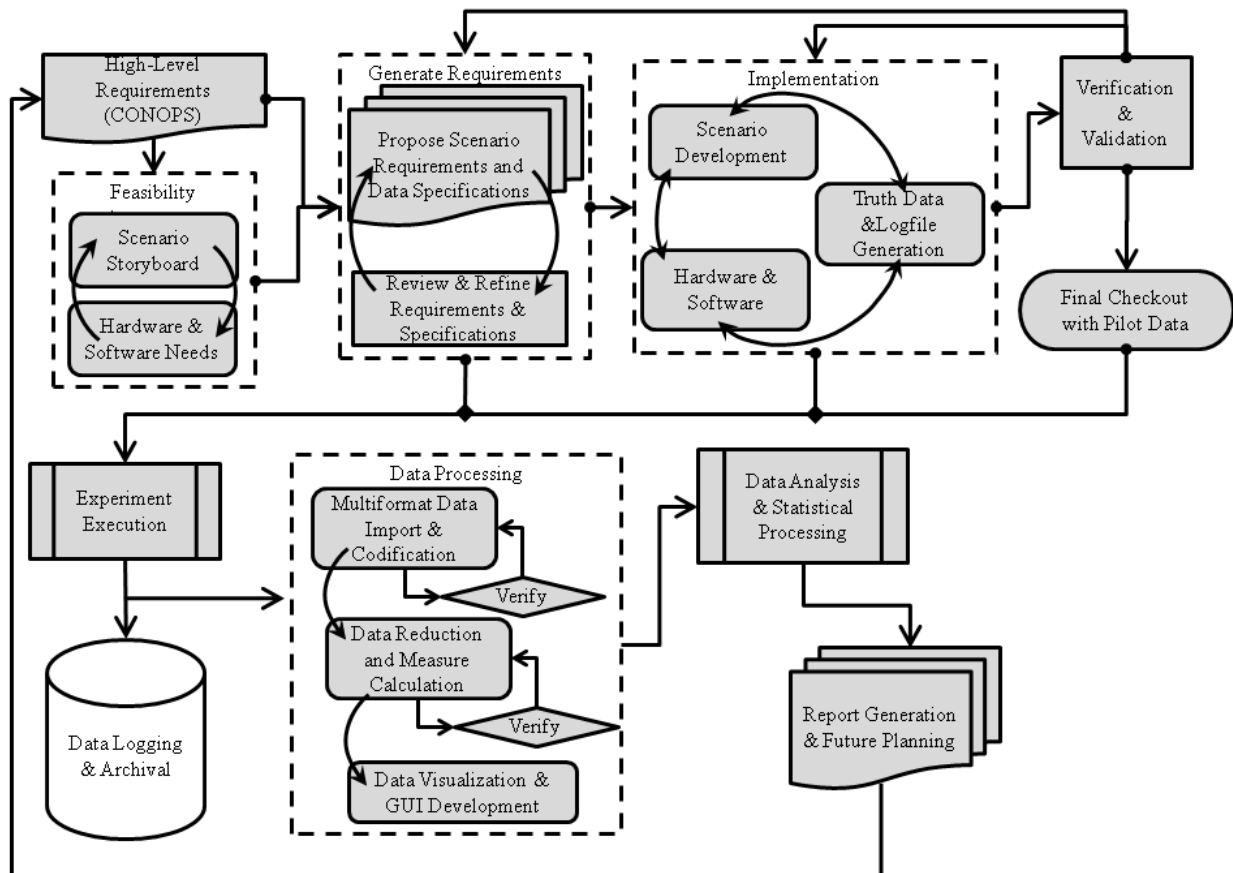 High-Level
Requirements
(CONOPS)
Feasibility
Scenario
Storyboard
Hardware &
Software Needs
Generate Requirements
Propose Scenario
Requirements and
Data Specifications
Review & Refine
Requirements &
Specifications
Implementation
Scenario
Development
Truth Data
&Logfile
Generation
Hardware &
Software
Verification
&
Validation
Final Checkout
with Pilot Data
Experiment
Execution
Data Logging
& Archival
Data Processing
Multiformat Data
Import &
Codification
Verify
Data Reduction
and Measure
Calculation
Verify
Data Visualization &
GUI Development
Data Analysis
& Statistical
Processing
Report Generation
& Future Planning